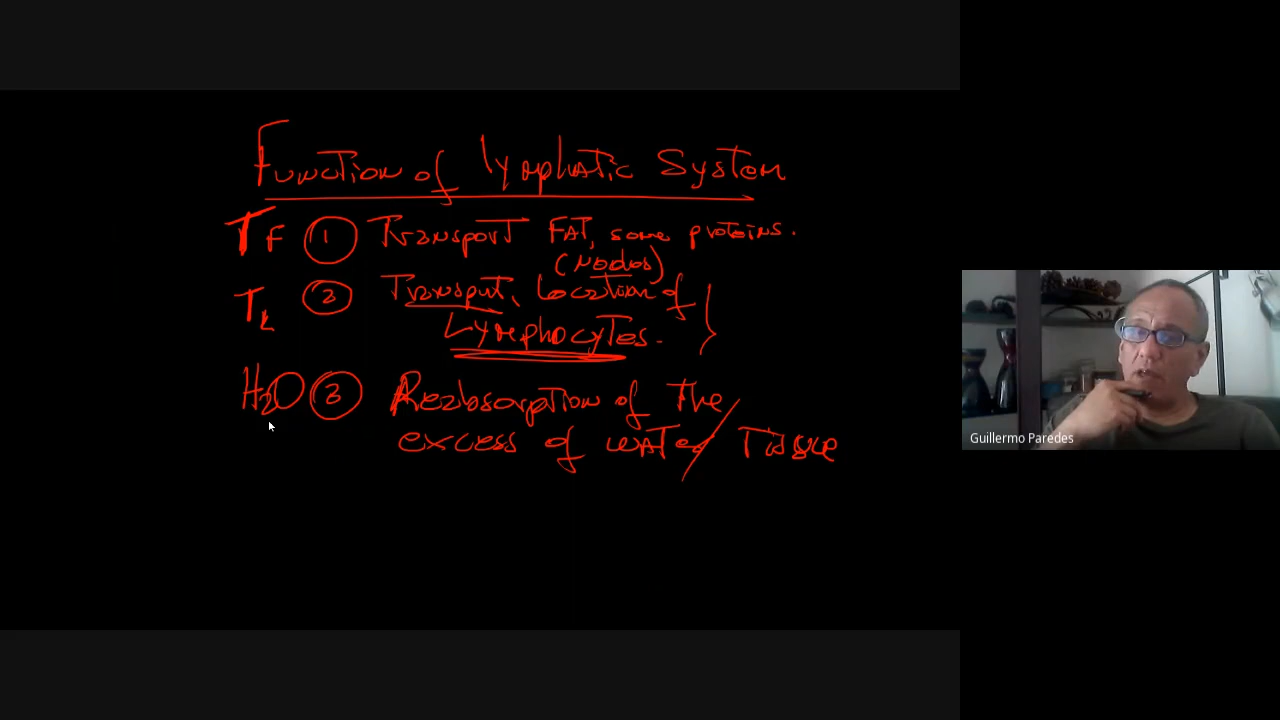 Function of Lymphatic System
TF ① Transport FAT, some proteins.
(Nodos)
TL ② Transport, Location of
Lymphocytes.
H2O ③ Reabsorption of the
excess of water/ Tissue
Guillermo Paredes